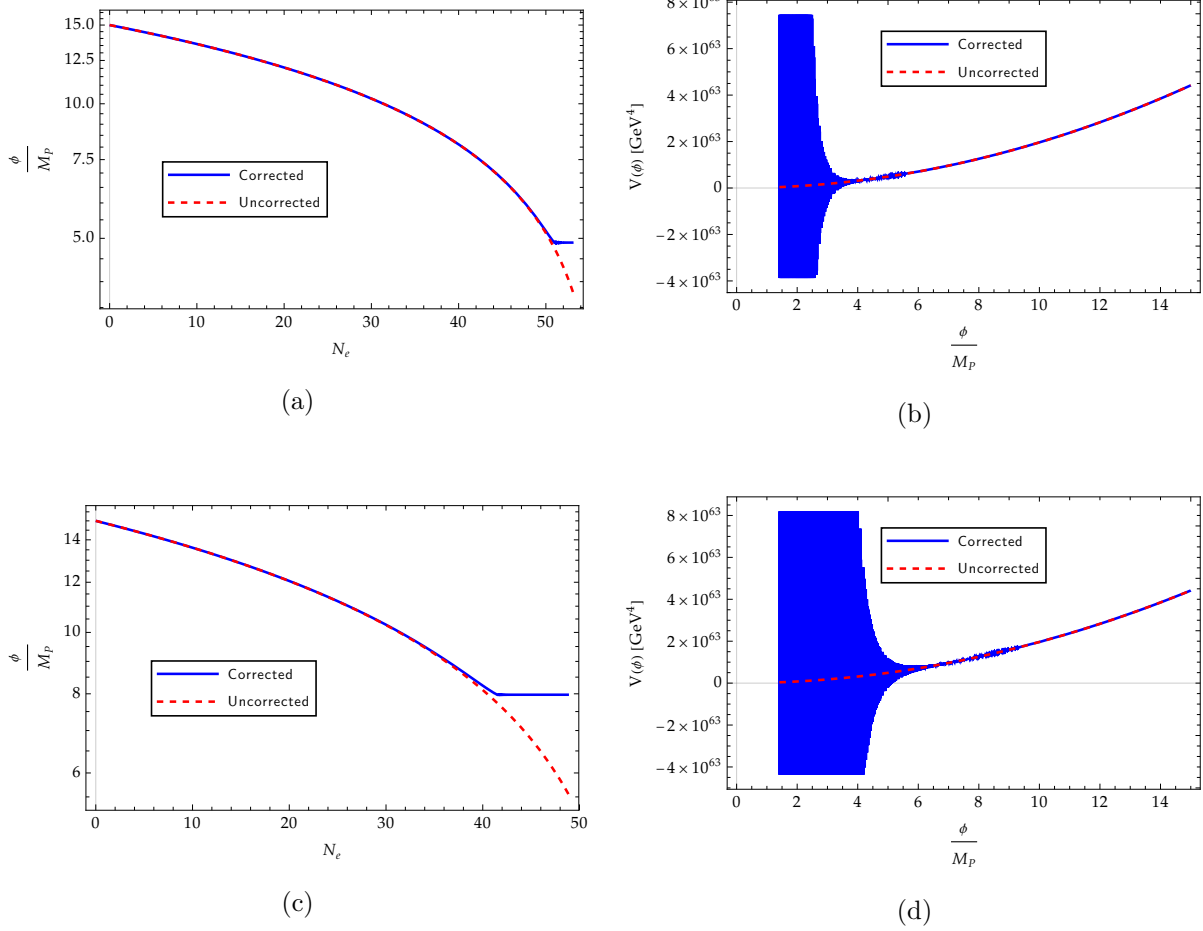 15.0
12.5
10.0
7.5
5.0
ϕ
M_P
Corrected
Uncorrected
0 10 20 30 40 50
N_e
(a)
8×10^63
6×10^63
4×10^63
2×10^63
0
−2×10^63
−4×10^63
V(ϕ) [GeV^4]
Corrected
Uncorrected
0 2 4 6 8 10 12 14
ϕ
M_P
(b)
14
12
10
8
6
ϕ
M_P
Corrected
Uncorrected
0 10 20 30 40 50
N_e
(c)
8×10^63
6×10^63
4×10^63
2×10^63
0
−2×10^63
−4×10^63
V(ϕ) [GeV^4]
Corrected
Uncorrected
0 2 4 6 8 10 12 14
ϕ
M_P
(d)